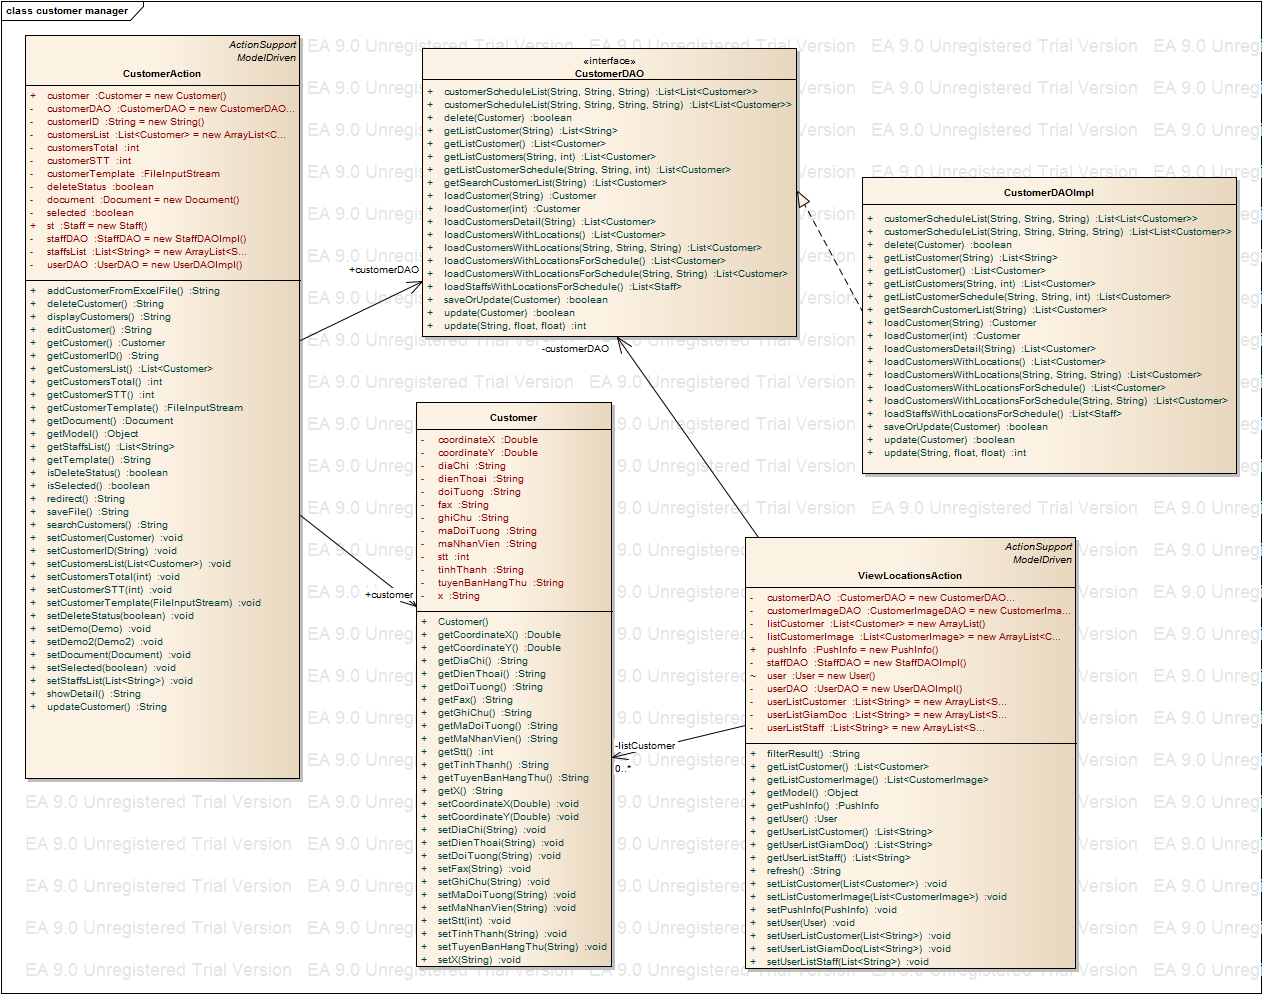 class customer manager
ActionSupport
ModelDriven
CustomerAction
+ customer :Customer = new Customer()
- customerDAO :CustomerDAO = new CustomerDAO...
- customerID :String = new String()
- customersList :List<Customer> = new ArrayList<C...
- customersTotal :int
- customerSTT :int
- customerTemplate :FileInputStream
- deleteStatus :boolean
- document :Document = new Document()
- selected :boolean
+ st :Staff = new Staff()
- staffDAO :StaffDAO = new StaffDAOImpl()
- staffsList :List<String> = new ArrayList<S...
- userDAO :UserDAO = new UserDAOImpl()
+ addCustomerFromExcelFile() :String
+ deleteCustomer() :String
+ displayCustomers() :String
+ editCustomer() :String
+ getCustomer() :Customer
+ getCustomerID() :String
+ getCustomersList() :List<Customer>
+ getCustomersTotal() :int
+ getCustomerSTT() :int
+ getCustomerTemplate() :FileInputStream
+ getDocument() :Document
+ getModel() :Object
+ getStaffsList() :List<String>
+ getTemplate() :String
+ isDeleteStatus() :boolean
+ isSelected() :boolean
+ redirect() :String
+ saveFile() :String
+ searchCustomers() :String
+ setCustomer(Customer) :void
+ setCustomerID(String) :void
+ setCustomersList(List<Customer>) :void
+ setCustomersTotal(int) :void
+ setCustomerSTT(int) :void
+ setCustomerTemplate(FileInputStream) :void
+ setDeleteStatus(boolean) :void
+ setDemo(Demo) :void
+ setDemo2(Demo2) :void
+ setDocument(Document) :void
+ setSelected(boolean) :void
+ setStaffsList(List<String>) :void
+ showDetail() :String
+ updateCustomer() :String
«interface»
CustomerDAO
+ customerScheduleList(String, String, String) :List<List<Customer>>
+ customerScheduleList(String, String, String, String) :List<List<Customer>>
+ delete(Customer) :boolean
+ getListCustomer(String) :List<String>
+ getListCustomer() :List<Customer>
+ getListCustomers(String, int) :List<Customer>
+ getListCustomerSchedule(String, String, int) :List<Customer>
+ getSearchCustomerList(String) :List<Customer>
+ loadCustomer(String) :Customer
+ loadCustomer(int) :Customer
+ loadCustomersDetail(String) :List<Customer>
+ loadCustomersWithLocations() :List<Customer>
+ loadCustomersWithLocations(String, String, String) :List<Customer>
+ loadCustomersWithLocationsForSchedule() :List<Customer>
+ loadCustomersWithLocationsForSchedule(String, String) :List<Customer>
+ loadStaffsWithLocationsForSchedule() :List<Staff>
+ saveOrUpdate(Customer) :boolean
+ update(Customer) :boolean
+ update(String, float, float) :int
CustomerDAOImpl
+ customerScheduleList(String, String, String) :List<List<Customer>>
+ customerScheduleList(String, String, String, String) :List<List<Customer>>
+ delete(Customer) :boolean
+ getListCustomer(String) :List<String>
+ getListCustomer() :List<Customer>
+ getListCustomers(String, int) :List<Customer>
+ getListCustomerSchedule(String, String, int) :List<Customer>
+ getSearchCustomerList(String) :List<Customer>
+ loadCustomer(String) :Customer
+ loadCustomer(int) :Customer
+ loadCustomersDetail(String) :List<Customer>
+ loadCustomersWithLocations() :List<Customer>
+ loadCustomersWithLocations(String, String, String) :List<Customer>
+ loadCustomersWithLocationsForSchedule() :List<Customer>
+ loadCustomersWithLocationsForSchedule(String, String) :List<Customer>
+ loadStaffsWithLocationsForSchedule() :List<Staff>
+ saveOrUpdate(Customer) :boolean
+ update(Customer) :boolean
+ update(String, float, float) :int
+customerDAO
-customerDAO
+customer
-listCustomer
0..*
Customer
- coordinateX :Double
- coordinateY :Double
- diaChi :String
- dienThoai :String
- doiTuong :String
- fax :String
- ghiChu :String
- maDoiTuong :String
- maNhanVien :String
- stt :int
- tinhThanh :String
- tuyenBanHangThu :String
- x :String
+ Customer()
+ getCoordinateX() :Double
+ getCoordinateY() :Double
+ getDiaChi() :String
+ getDienThoai() :String
+ getDoiTuong() :String
+ getFax() :String
+ getGhiChu() :String
+ getMaDoiTuong() :String
+ getMaNhanVien() :String
+ getStt() :int
+ getTinhThanh() :String
+ getTuyenBanHangThu() :String
+ getX() :String
+ setCoordinateX(Double) :void
+ setCoordinateY(Double) :void
+ setDiaChi(String) :void
+ setDienThoai(String) :void
+ setDoiTuong(String) :void
+ setFax(String) :void
+ setGhiChu(String) :void
+ setMaDoiTuong(String) :void
+ setMaNhanVien(String) :void
+ setStt(int) :void
+ setTinhThanh(String) :void
+ setTuyenBanHangThu(String) :void
+ setX(String) :void
ActionSupport
ModelDriven
ViewLocationsAction
- customerDAO :CustomerDAO = new CustomerDAO...
- customerImageDAO :CustomerImageDAO = new CustomerIma...
- listCustomer :List<Customer> = new ArrayList()
- listCustomerImage :List<CustomerImage> = new ArrayList<C...
+ pushInfo :PushInfo = new PushInfo()
- staffDAO :StaffDAO = new StaffDAOImpl()
~ user :User = new User()
- userDAO :UserDAO = new UserDAOImpl()
- userListCustomer :List<String> = new ArrayList<S...
- userListGiamDoc :List<String> = new ArrayList<S...
- userListStaff :List<String> = new ArrayList<S...
+ filterResult() :String
+ getListCustomer() :List<Customer>
+ getListCustomerImage() :List<CustomerImage>
+ getModel() :Object
+ getPushInfo() :PushInfo
+ getUser() :User
+ getUserListCustomer() :List<String>
+ getUserListGiamDoc() :List<String>
+ getUserListStaff() :List<String>
+ refresh() :String
+ setListCustomer(List<Customer>) :void
+ setListCustomerImage(List<CustomerImage>) :void
+ setPushInfo(PushInfo) :void
+ setUser(User) :void
+ setUserListCustomer(List<String>) :void
+ setUserListGiamDoc(List<String>) :void
+ setUserListStaff(List<String>) :void